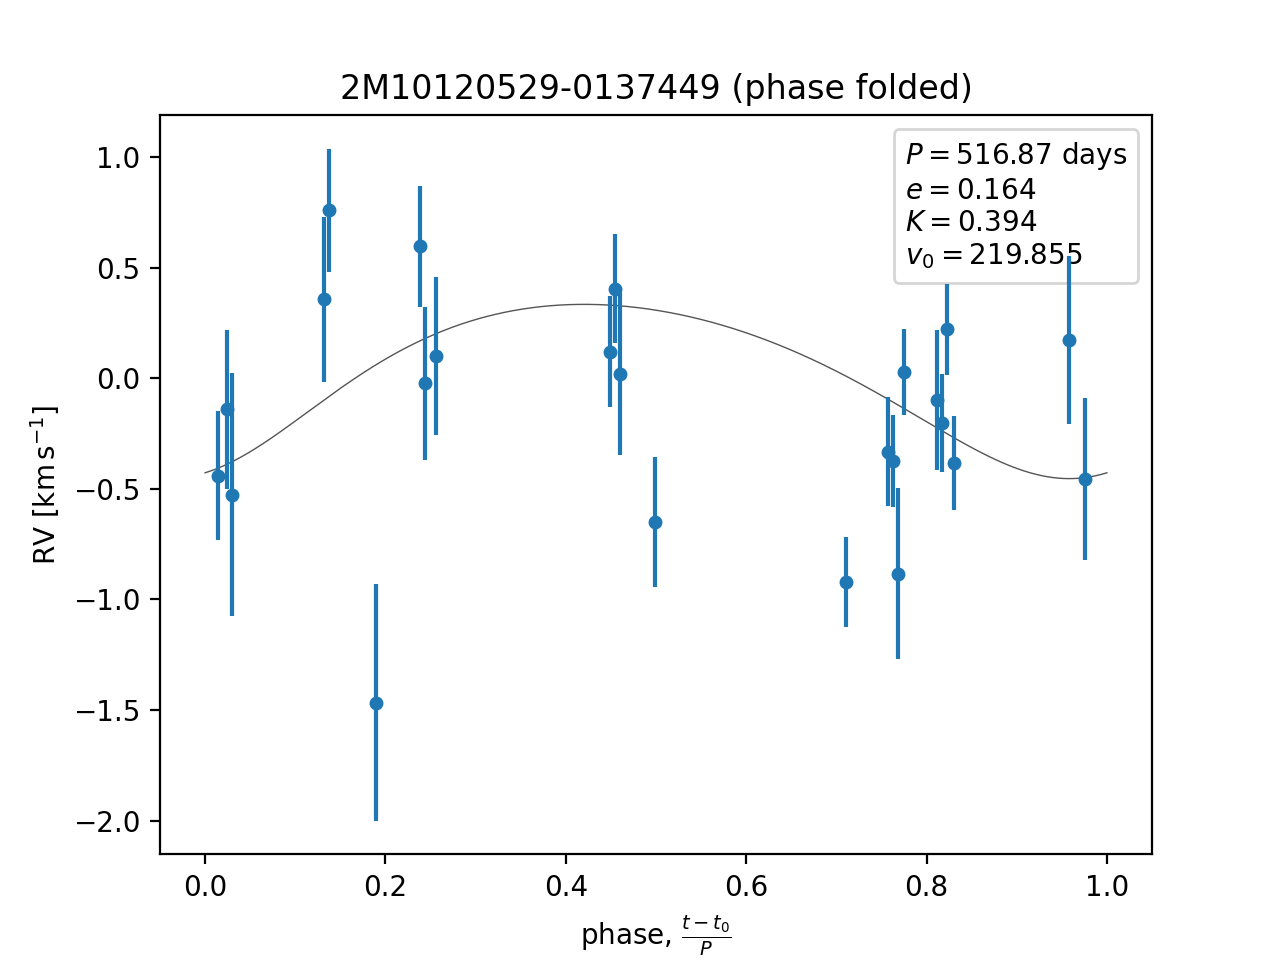 2M10120529-0137449 (phase folded)
P = 516.87 days
e = 0.164
K = 0.394
v₀ = 219.855
1.0
0.5
0.0
−0.5
−1.0
−1.5
−2.0
RV [km s⁻¹]
0.0 0.2 0.4 0.6 0.8 1.0
phase, (t − t₀)/P